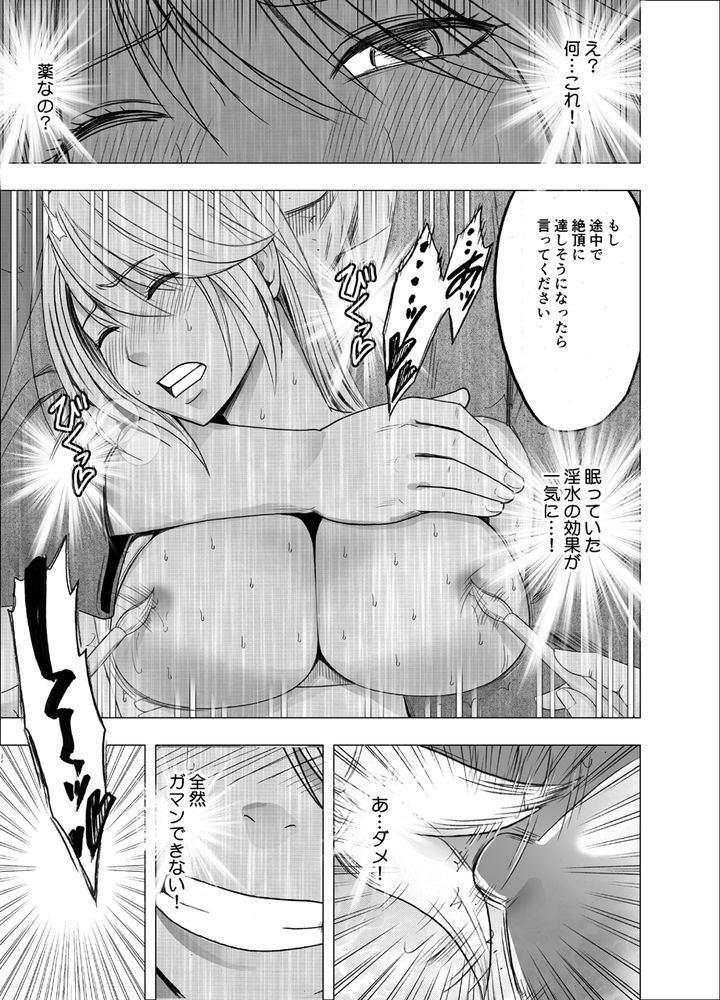 え？
何…これ！
薬なの？
もし
途中で
絶頂に
達しそうになったら
言ってください
びくっ♡
びくっ♡
眠っていた
淫水の効果が
一気に…！
あ…ダメ！
全然
ガマンできない！